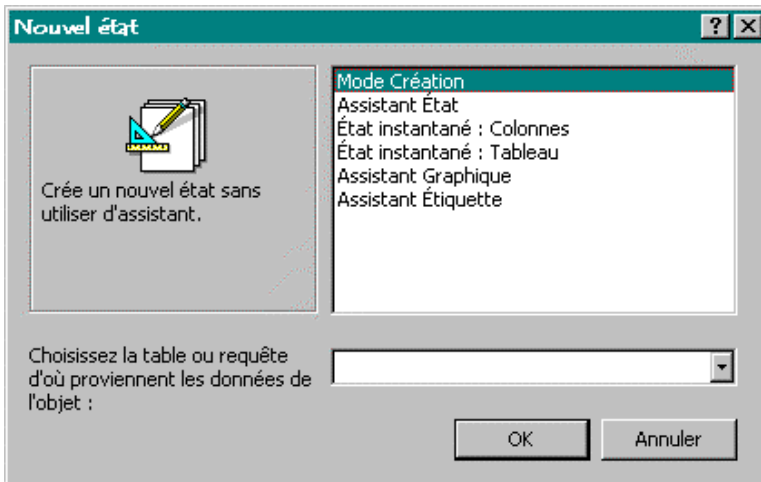 Nouvel état
Mode Création
Assistant État
État instantané : Colonnes
État instantané : Tableau
Assistant Graphique
Assistant Étiquette
Crée un nouvel état sans
utiliser d'assistant.
Choisissez la table ou requête
d'où proviennent les données de
l'objet :
OK
Annuler